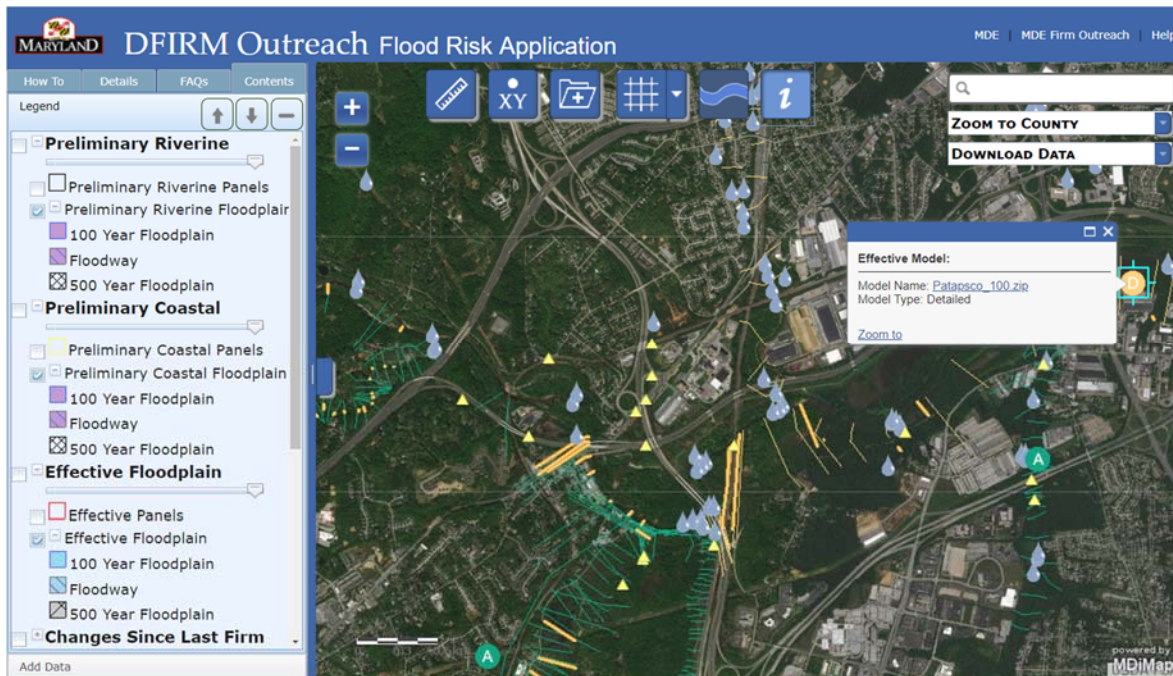 MARYLAND
DFIRM Outreach Flood Risk Application
MDE | MDE Firm Outreach | Help
How To
Details
FAQs
Contents
Legend
Preliminary Riverine
Preliminary Riverine Panels
Preliminary Riverine Floodplain
100 Year Floodplain
Floodway
500 Year Floodplain
Preliminary Coastal
Preliminary Coastal Panels
Preliminary Coastal Floodplain
100 Year Floodplain
Floodway
500 Year Floodplain
Effective Floodplain
Effective Panels
Effective Floodplain
100 Year Floodplain
Floodway
500 Year Floodplain
Changes Since Last Firm
Add Data
+
−
XY
i
ZOOM TO COUNTY
DOWNLOAD DATA
Effective Model:
Model Name: Patapsco_100.zip
Model Type: Detailed
Zoom to
D
A
A
powered by
MDiMap